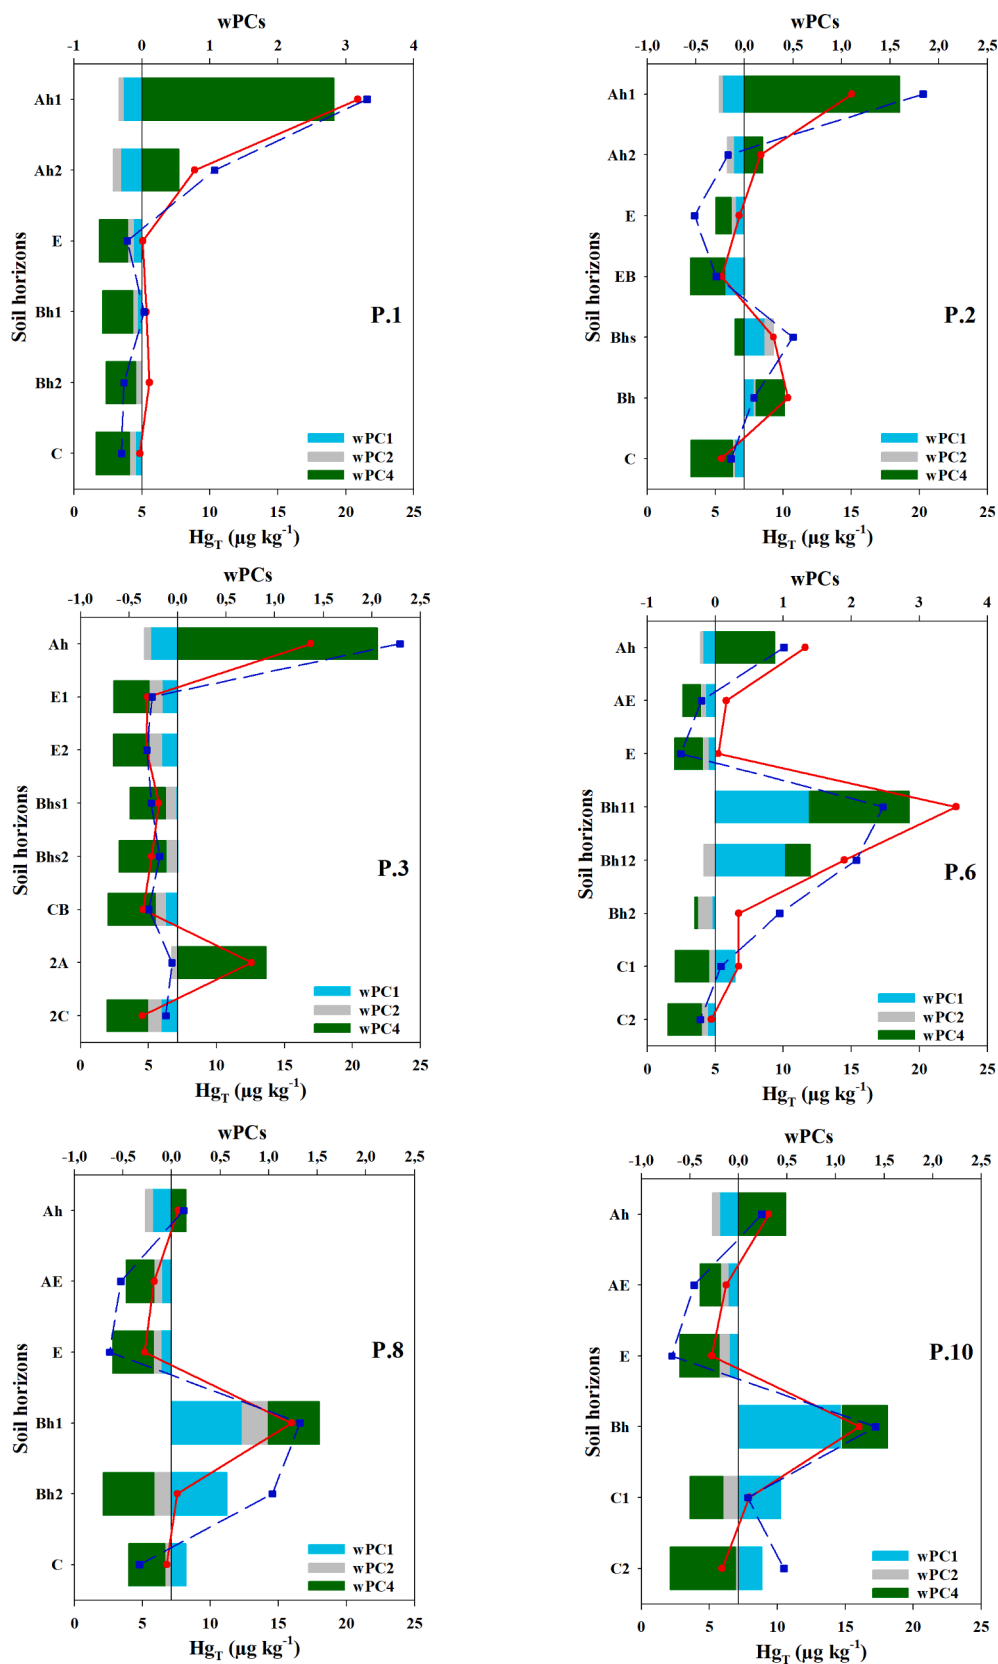 wPCs
-1 0 1 2 3 4
Ah1
Ah2
E
Bh1
Bh2
C
Soil horizons
P.1
wPC1
wPC2
wPC4
0 5 10 15 20 25
HgT (µg kg-1)
wPCs
-1,0 -0,5 0,0 0,5 1,0 1,5 2,0 2,5
Ah1
Ah2
E
EB
Bhs
Bh
C
Soil horizons
P.2
wPC1
wPC2
wPC4
0 5 10 15 20 25
HgT (µg kg-1)
wPCs
-1,0 -0,5 0,0 0,5 1,0 1,5 2,0 2,5
Ah
E1
E2
Bhs1
Bhs2
CB
2A
2C
Soil horizons
P.3
wPC1
wPC2
wPC4
0 5 10 15 20 25
HgT (µg kg-1)
wPCs
-1 0 1 2 3 4
Ah
AE
E
Bh11
Bh12
Bh2
C1
C2
Soil horizons
P.6
wPC1
wPC2
wPC4
0 5 10 15 20 25
HgT (µg kg-1)
wPCs
-1,0 -0,5 0,0 0,5 1,0 1,5 2,0 2,5
Ah
AE
E
Bh1
Bh2
C
Soil horizons
P.8
wPC1
wPC2
wPC4
0 5 10 15 20 25
HgT (µg kg-1)
wPCs
-1,0 -0,5 0,0 0,5 1,0 1,5 2,0 2,5
Ah
AE
E
Bh
C1
C2
Soil horizons
P.10
wPC1
wPC2
wPC4
0 5 10 15 20 25
HgT (µg kg-1)